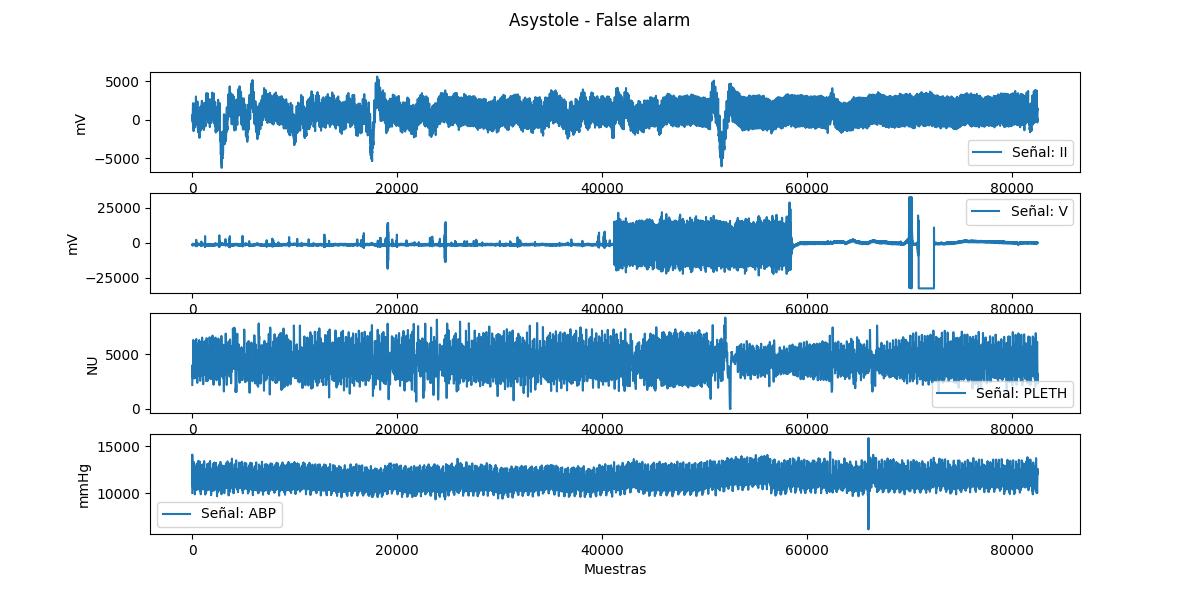 Asystole - False alarm
5000
0
−5000
mV
Señal: II
0 20000 40000 60000 80000
25000
0
−25000
mV
Señal: V
0 20000 40000 60000 80000
5000
0
NU
Señal: PLETH
0 20000 40000 60000 80000
15000
10000
mmHg
Señal: ABP
0 20000 40000 60000 80000
Muestras